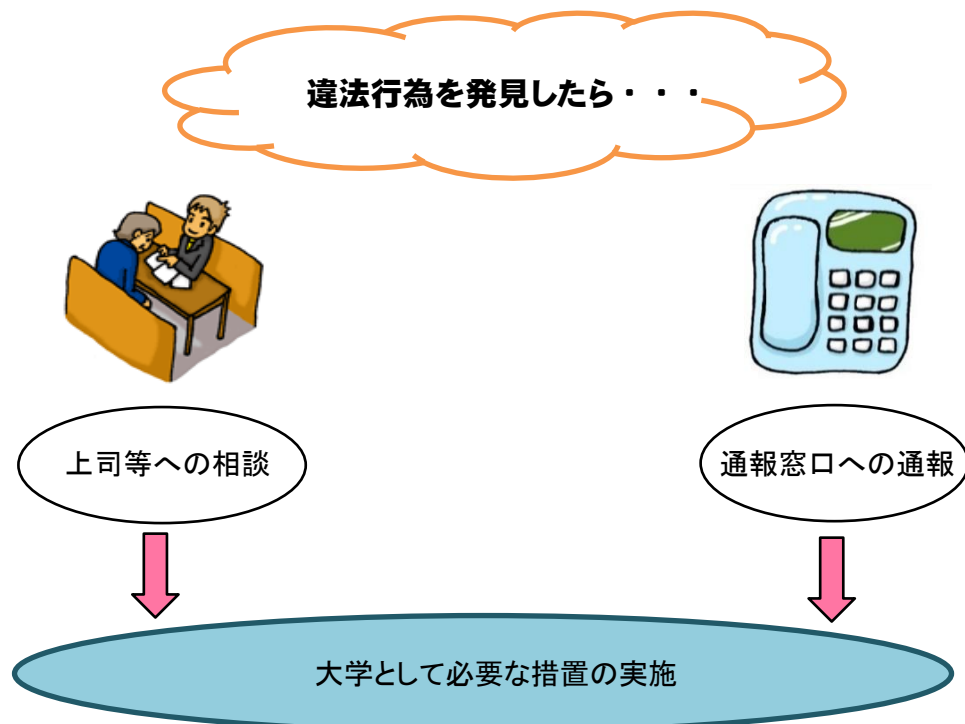 違法行為を発見したら・・・
上司等への相談
通報窓口への通報
大学として必要な措置の実施